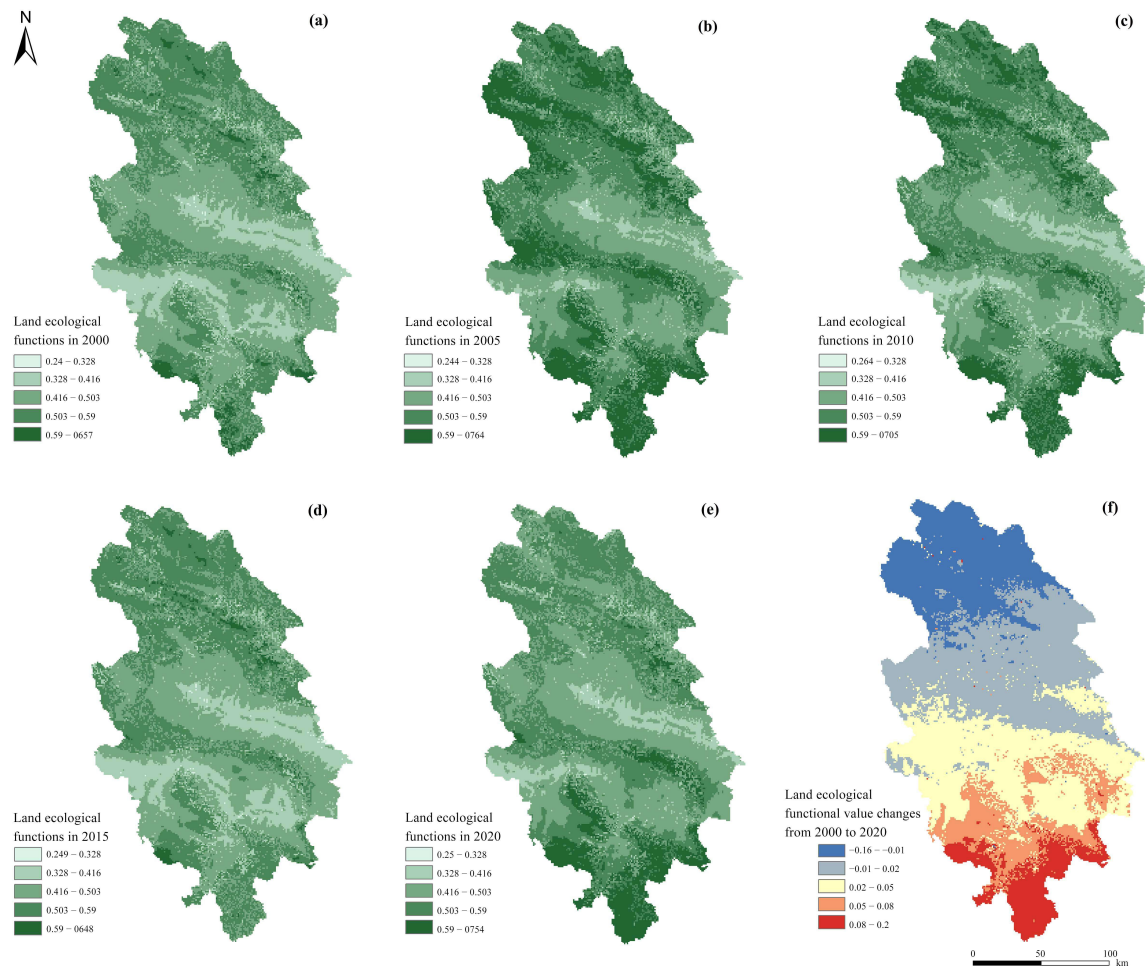 N
(a)
(b)
(c)
Land ecological
functions in 2000
0.24 − 0.328
0.328 − 0.416
0.416 − 0.503
0.503 − 0.59
0.59 − 0657
Land ecological
functions in 2005
0.244 − 0.328
0.328 − 0.416
0.416 − 0.503
0.503 − 0.59
0.59 − 0764
Land ecological
functions in 2010
0.264 − 0.328
0.328 − 0.416
0.416 − 0.503
0.503 − 0.59
0.59 − 0705
(d)
(e)
(f)
Land ecological
functions in 2015
0.249 − 0.328
0.328 − 0.416
0.416 − 0.503
0.503 − 0.59
0.59 − 0648
Land ecological
functions in 2020
0.25 − 0.328
0.328 − 0.416
0.416 − 0.503
0.503 − 0.59
0.59 − 0754
Land ecological
functional value changes
from 2000 to 2020
−0.16 − −0.01
−0.01 − 0.02
0.02 − 0.05
0.05 − 0.08
0.08 − 0.2
0 50 100
km